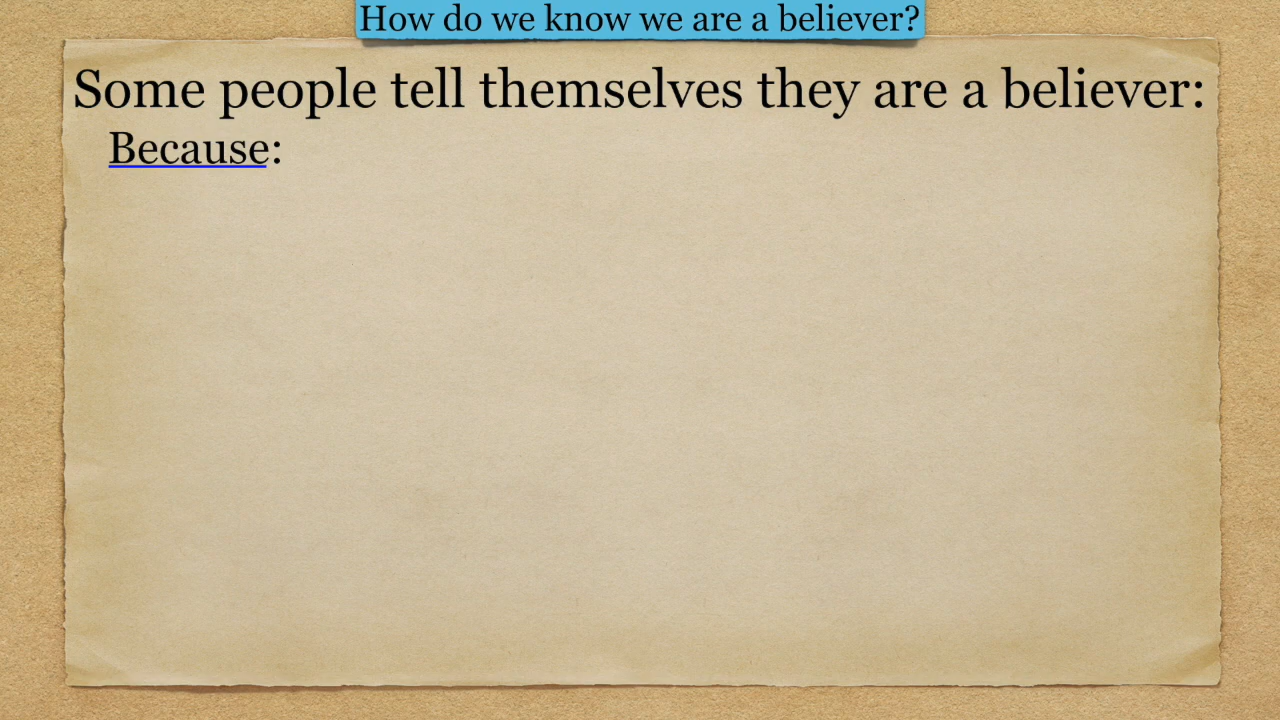 How do we know we are a believer?
Some people tell themselves they are a believer:
Because: